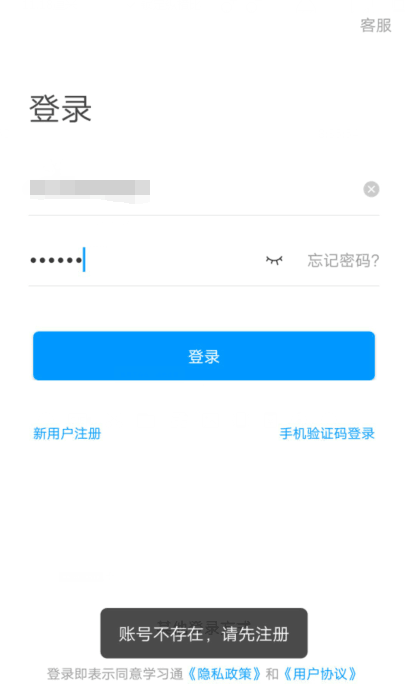 客服
登录
••••••
忘记密码?
登录
新用户注册
手机验证码登录
账号不存在，请先注册
登录即表示同意学习通《隐私政策》和《用户协议》